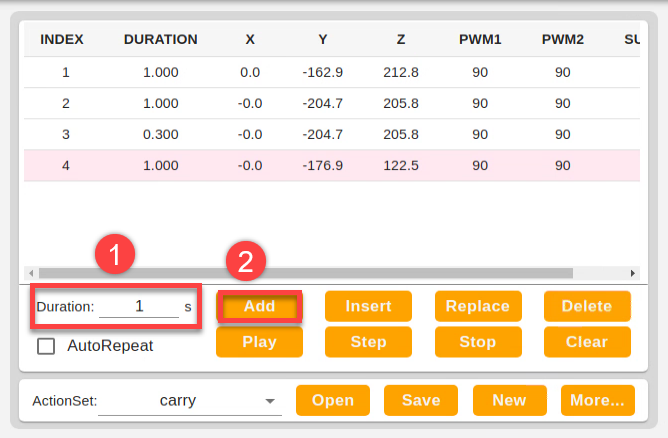 INDEX DURATION X Y Z PWM1 PWM2 SU
1 1.000 0.0 -162.9 212.8 90 90
2 1.000 -0.0 -204.7 205.8 90 90
3 0.300 -0.0 -204.7 205.8 90 90
4 1.000 -0.0 -176.9 122.5 90 90
1 2
Duration: 1 s Add Insert Replace Delete
AutoRepeat Play Step Stop Clear
ActionSet: carry Open Save New More...